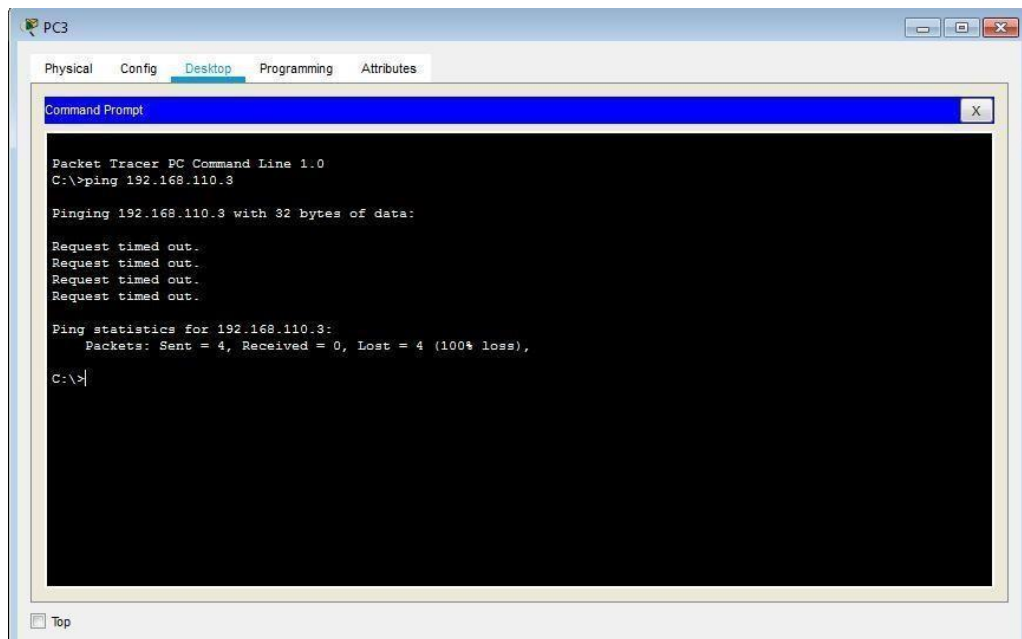 PC3
Physical Config Desktop Programming Attributes
Command Prompt
X
Packet Tracer PC Command Line 1.0
C:\>ping 192.168.110.3
Pinging 192.168.110.3 with 32 bytes of data:
Request timed out.
Request timed out.
Request timed out.
Request timed out.
Ping statistics for 192.168.110.3:
Packets: Sent = 4, Received = 0, Lost = 4 (100% loss),
C:\>
Top